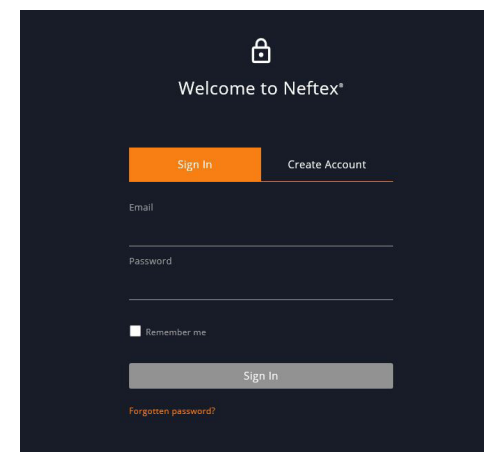 Welcome to Neftex®
Sign In Create Account
Email
Password
Remember me
Sign In
Forgotten password?